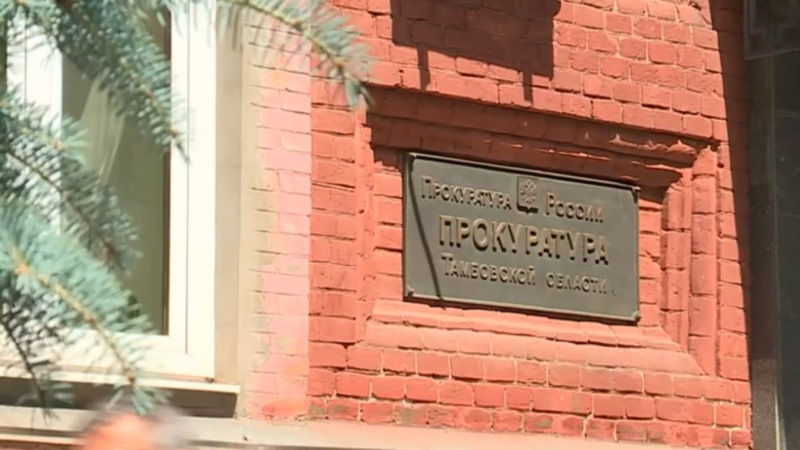 Прокуратура России
ПРОКУРАТУРА
Тамбовской области